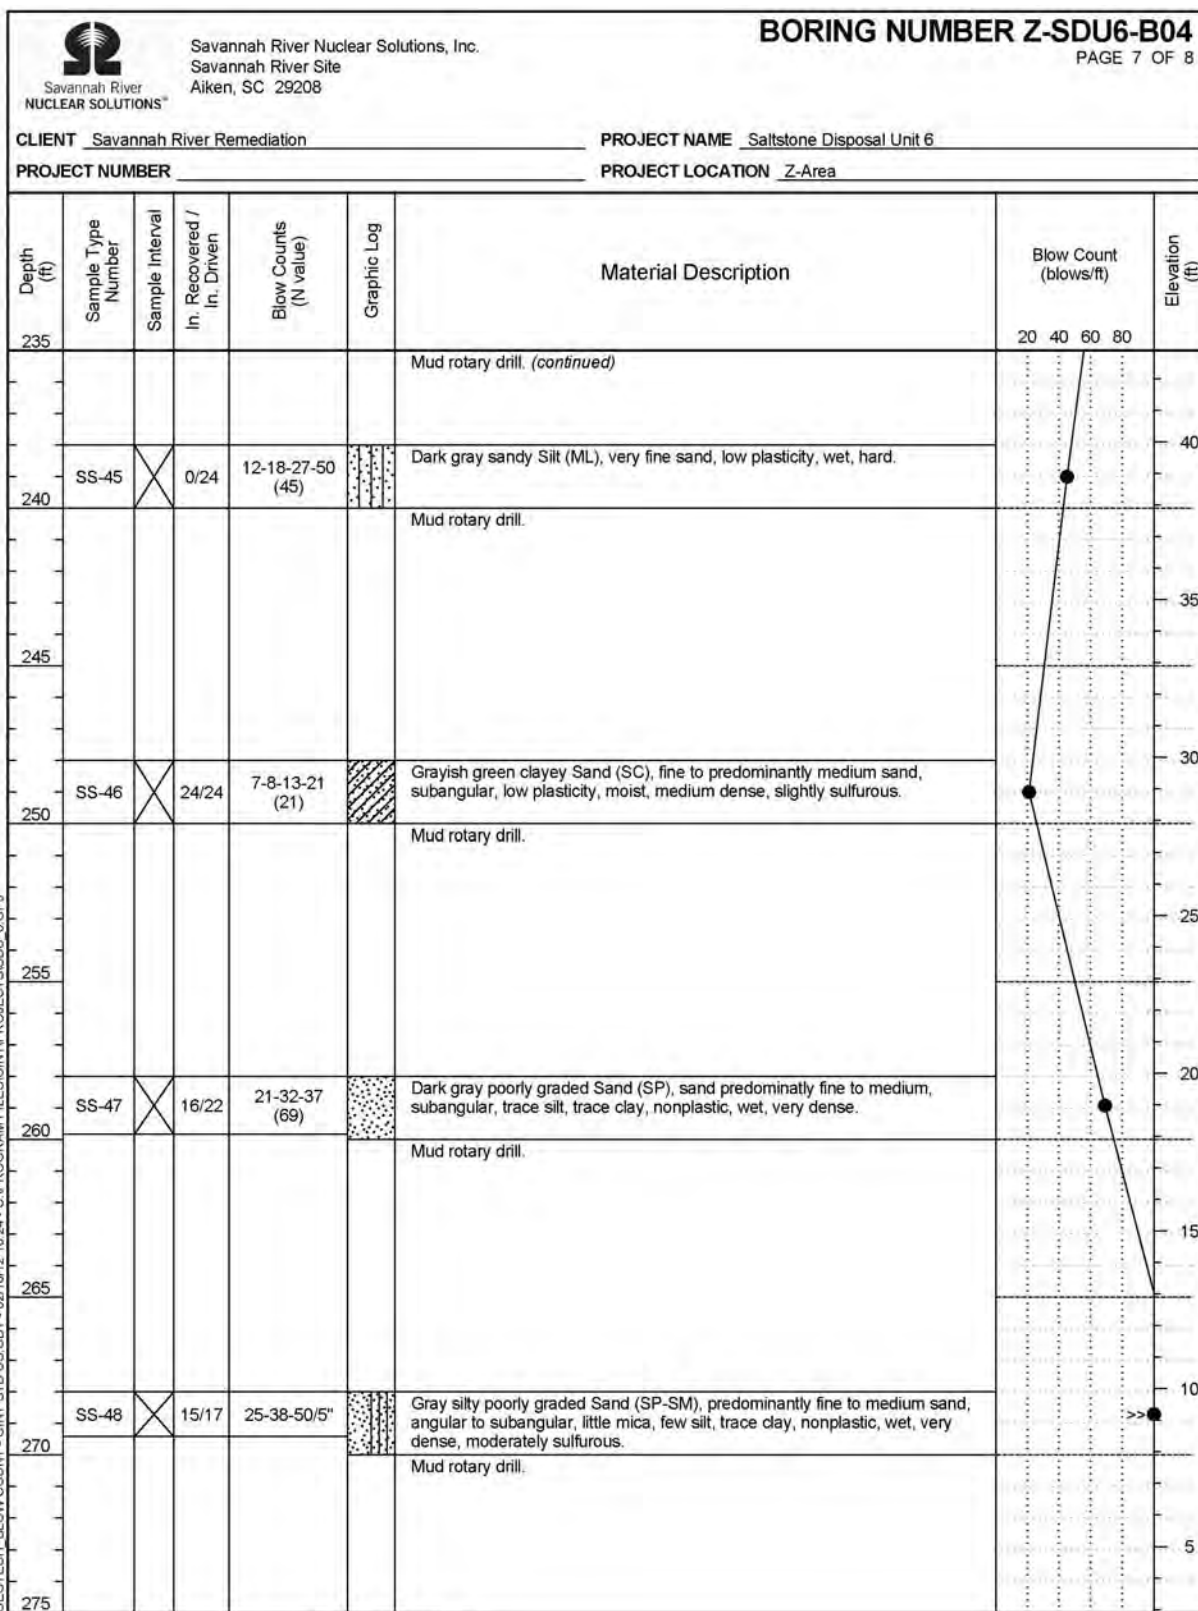 BORING NUMBER Z-SDU6-B04
PAGE 7 OF 8
Savannah River Nuclear Solutions, Inc.
Savannah River Site
Aiken, SC 29208
Savannah River
NUCLEAR SOLUTIONS
CLIENT Savannah River Remediation
PROJECT NAME Saltstone Disposal Unit 6
PROJECT NUMBER
PROJECT LOCATION Z-Area
Depth (ft)
Sample Type Number
Sample Interval
In. Recovered / In. Driven
Blow Counts (N value)
Graphic Log
Material Description
Blow Count (blows/ft)
Elevation (ft)
20 40 60 80
235
Mud rotary drill. (continued)
40
SS-45 0/24 12-18-27-50 (45)
Dark gray sandy Silt (ML), very fine sand, low plasticity, wet, hard.
240
Mud rotary drill.
35
245
30
SS-46 24/24 7-8-13-21 (21)
Grayish green clayey Sand (SC), fine to predominantly medium sand,
subangular, low plasticity, moist, medium dense, slightly sulfurous.
250
Mud rotary drill.
25
255
20
SS-47 16/22 21-32-37 (69)
Dark gray poorly graded Sand (SP), sand predominatly fine to medium,
subangular, trace silt, trace clay, nonplastic, wet, very dense.
260
Mud rotary drill.
15
265
10
SS-48 15/17 25-38-50/5"
Gray silty poorly graded Sand (SP-SM), predominantly fine to medium sand,
angular to subangular, little mica, few silt, trace clay, nonplastic, wet, very
dense, moderately sulfurous.
>>
270
Mud rotary drill.
5
275